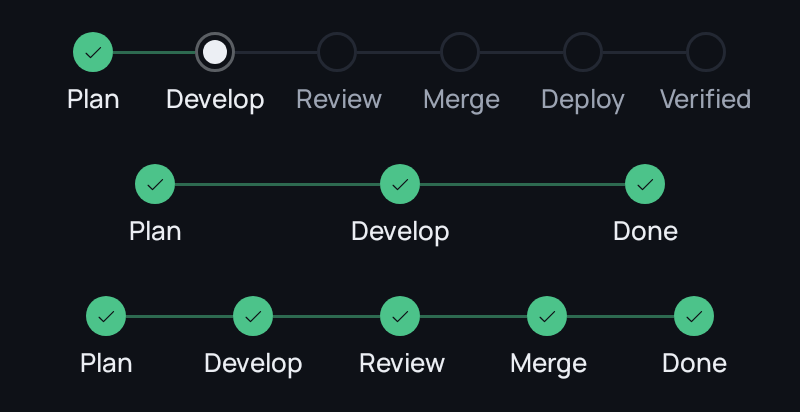 Plan Develop Review Merge Deploy Verified
Plan Develop Done
Plan Develop Review Merge Done